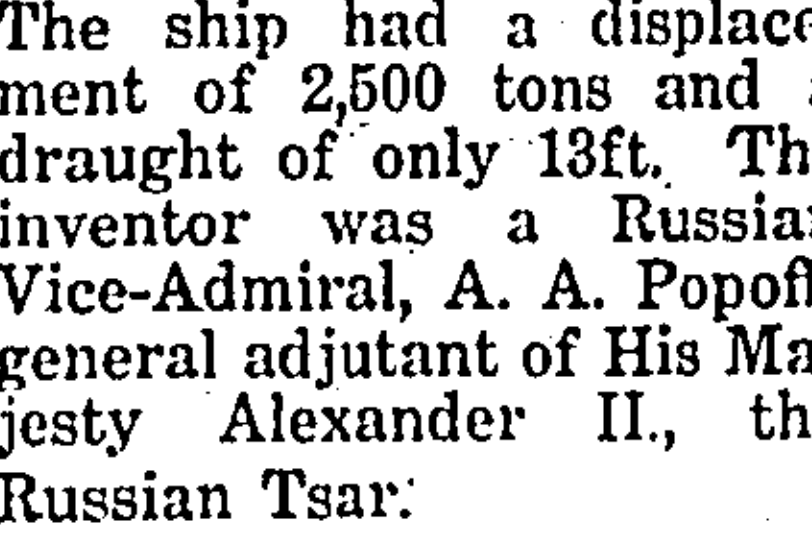 The ship had a displace
ment of 2,500 tons and
draught of only 13ft. Th
inventor was a Russia
Vice-Admiral, A. A. Popoff
general adjutant of His Ma
jesty Alexander II., th
Russian Tsar.